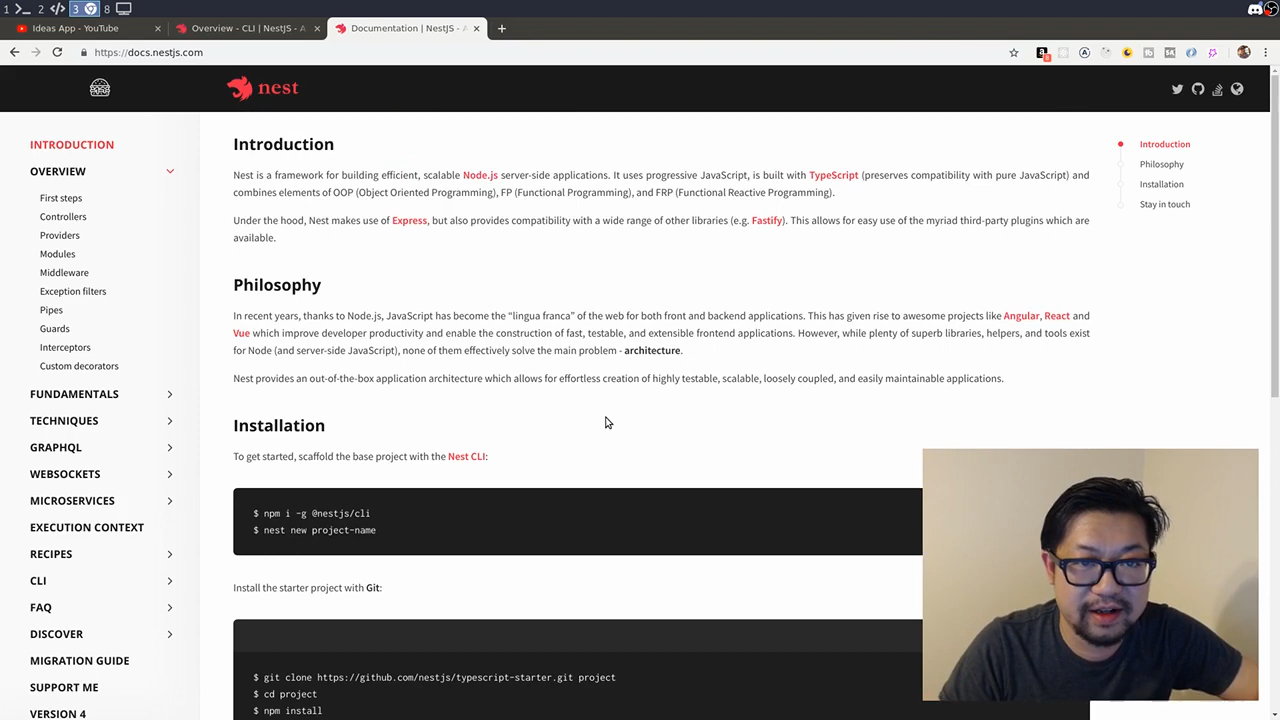 1 2 3 8
Ideas App - YouTube
Overview - CLI | NestJS - A
Documentation | NestJS - A
https://docs.nestjs.com
nest
INTRODUCTION
OVERVIEW
First steps
Controllers
Providers
Modules
Middleware
Exception filters
Pipes
Guards
Interceptors
Custom decorators
FUNDAMENTALS
TECHNIQUES
GRAPHQL
WEBSOCKETS
MICROSERVICES
EXECUTION CONTEXT
RECIPES
CLI
FAQ
DISCOVER
MIGRATION GUIDE
SUPPORT ME
VERSION 4
Introduction
Nest is a framework for building efficient, scalable Node.js server-side applications. It uses progressive JavaScript, is built with TypeScript (preserves compatibility with pure JavaScript) and
combines elements of OOP (Object Oriented Programming), FP (Functional Programming), and FRP (Functional Reactive Programming).
Under the hood, Nest makes use of Express, but also provides compatibility with a wide range of other libraries (e.g. Fastify). This allows for easy use of the myriad third-party plugins which are
available.
Philosophy
In recent years, thanks to Node.js, JavaScript has become the “lingua franca” of the web for both front and backend applications. This has given rise to awesome projects like Angular, React and
Vue which improve developer productivity and enable the construction of fast, testable, and extensible frontend applications. However, while plenty of superb libraries, helpers, and tools exist
for Node (and server-side JavaScript), none of them effectively solve the main problem - architecture.
Nest provides an out-of-the-box application architecture which allows for effortless creation of highly testable, scalable, loosely coupled, and easily maintainable applications.
Installation
To get started, scaffold the base project with the Nest CLI:
$ npm i -g @nestjs/cli
$ nest new project-name
Install the starter project with Git:
$ git clone https://github.com/nestjs/typescript-starter.git project
$ cd project
$ npm install
Introduction
Philosophy
Installation
Stay in touch